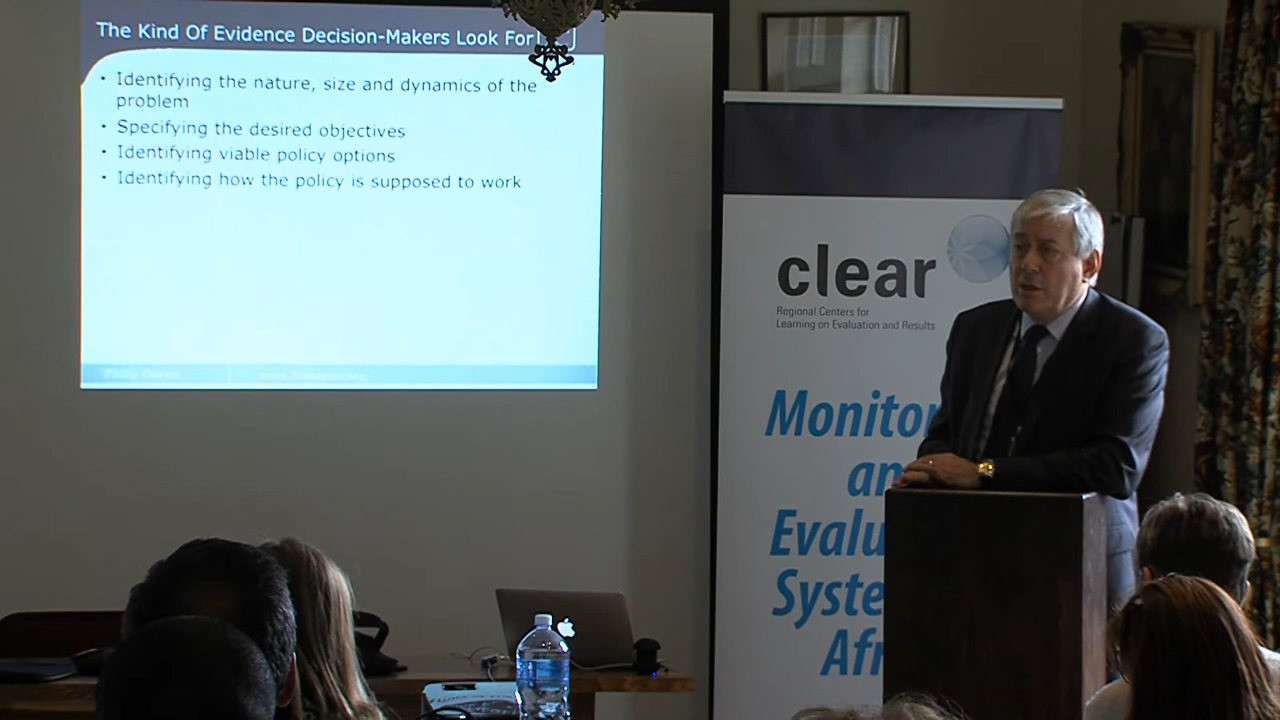 The Kind Of Evidence Decision-Makers Look For
• Identifying the nature, size and dynamics of the
problem
• Specifying the desired objectives
• Identifying viable policy options
• Identifying how the policy is supposed to work
clear
Regional Centers for
Learning on Evaluation and Results
Monitor
an
Evalu
Syste
Afr